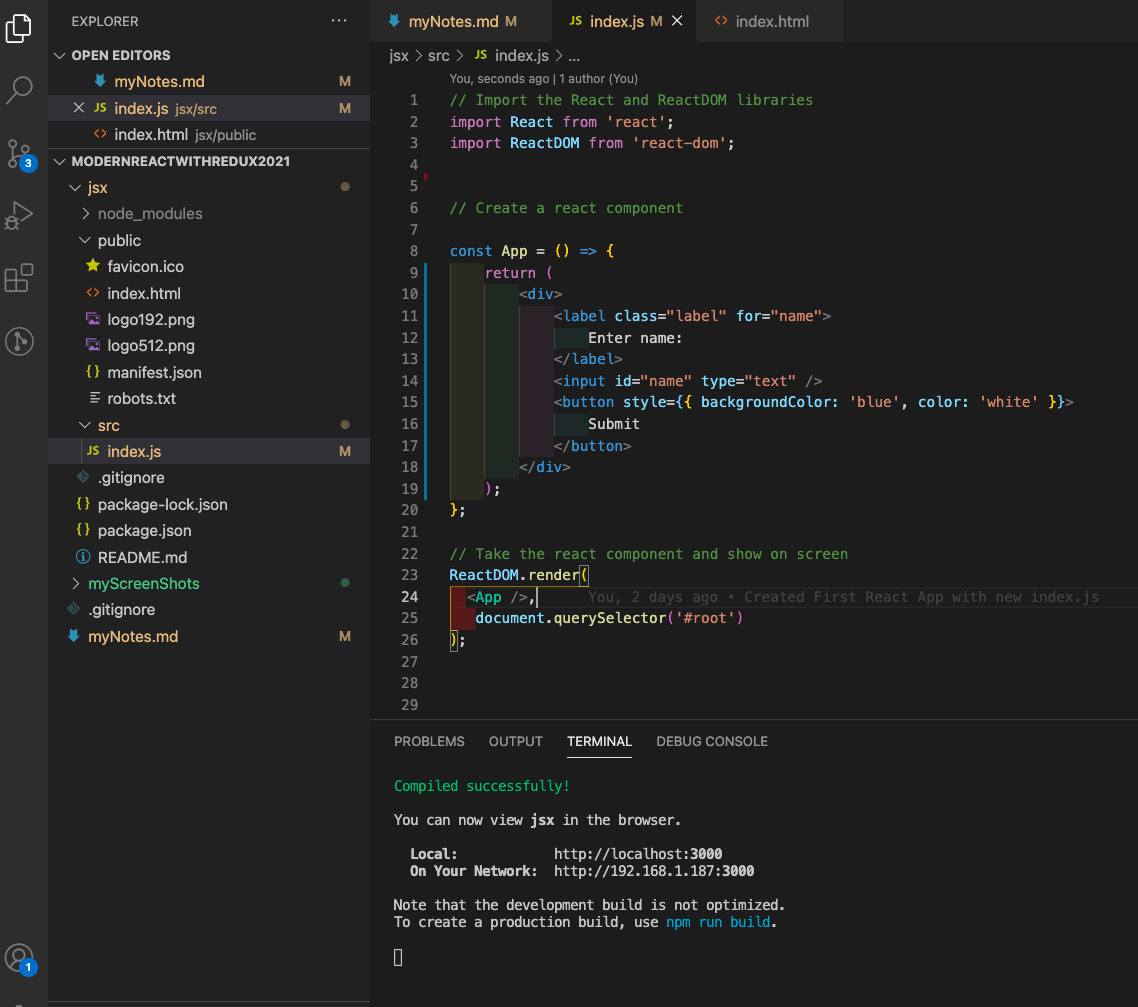 EXPLORER ···
OPEN EDITORS
myNotes.md M
JS index.js jsx/src M
<> index.html jsx/public
MODERNREACTWITHREDUX2021
jsx
node_modules
public
favicon.ico
<> index.html
logo192.png
logo512.png
{} manifest.json
robots.txt
src
JS index.js M
.gitignore
{} package-lock.json
{} package.json
README.md
myScreenShots
.gitignore
myNotes.md M
3
1
myNotes.md M JS index.js M <> index.html
jsx > src > JS index.js > ...
You, seconds ago | 1 author (You)
1 // Import the React and ReactDOM libraries
2 import React from 'react';
3 import ReactDOM from 'react-dom';
4
5
6 // Create a react component
7
8 const App = () => {
9 return (
10 <div>
11 <label class="label" for="name">
12 Enter name:
13 </label>
14 <input id="name" type="text" />
15 <button style={{ backgroundColor: 'blue', color: 'white' }}>
16 Submit
17 </button>
18 </div>
19 );
20 };
21
22 // Take the react component and show on screen
23 ReactDOM.render(
24 <App />, You, 2 days ago • Created First React App with new index.js
25 document.querySelector('#root')
26 );
27
28
29
PROBLEMS OUTPUT TERMINAL DEBUG CONSOLE
Compiled successfully!
You can now view jsx in the browser.
Local: http://localhost:3000
On Your Network: http://192.168.1.187:3000
Note that the development build is not optimized.
To create a production build, use npm run build.